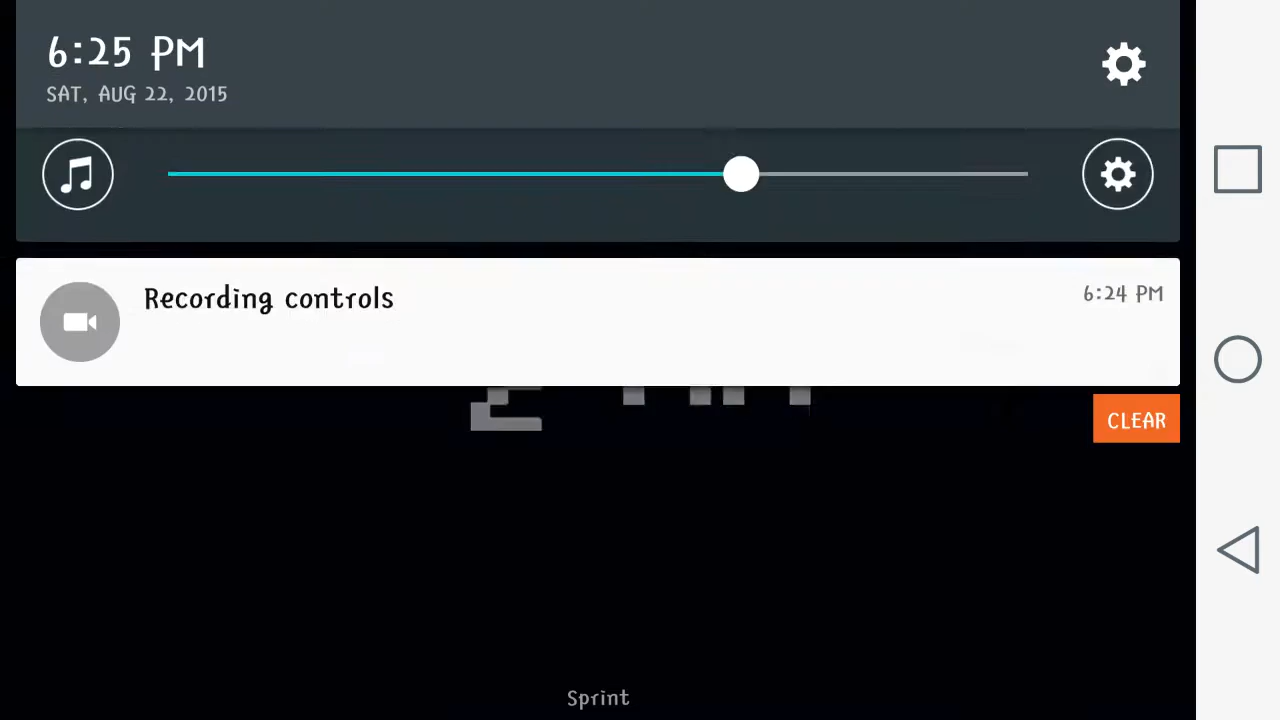 6:25 PM
SAT, AUG 22, 2015
Recording controls
6:24 PM
CLEAR
Sprint